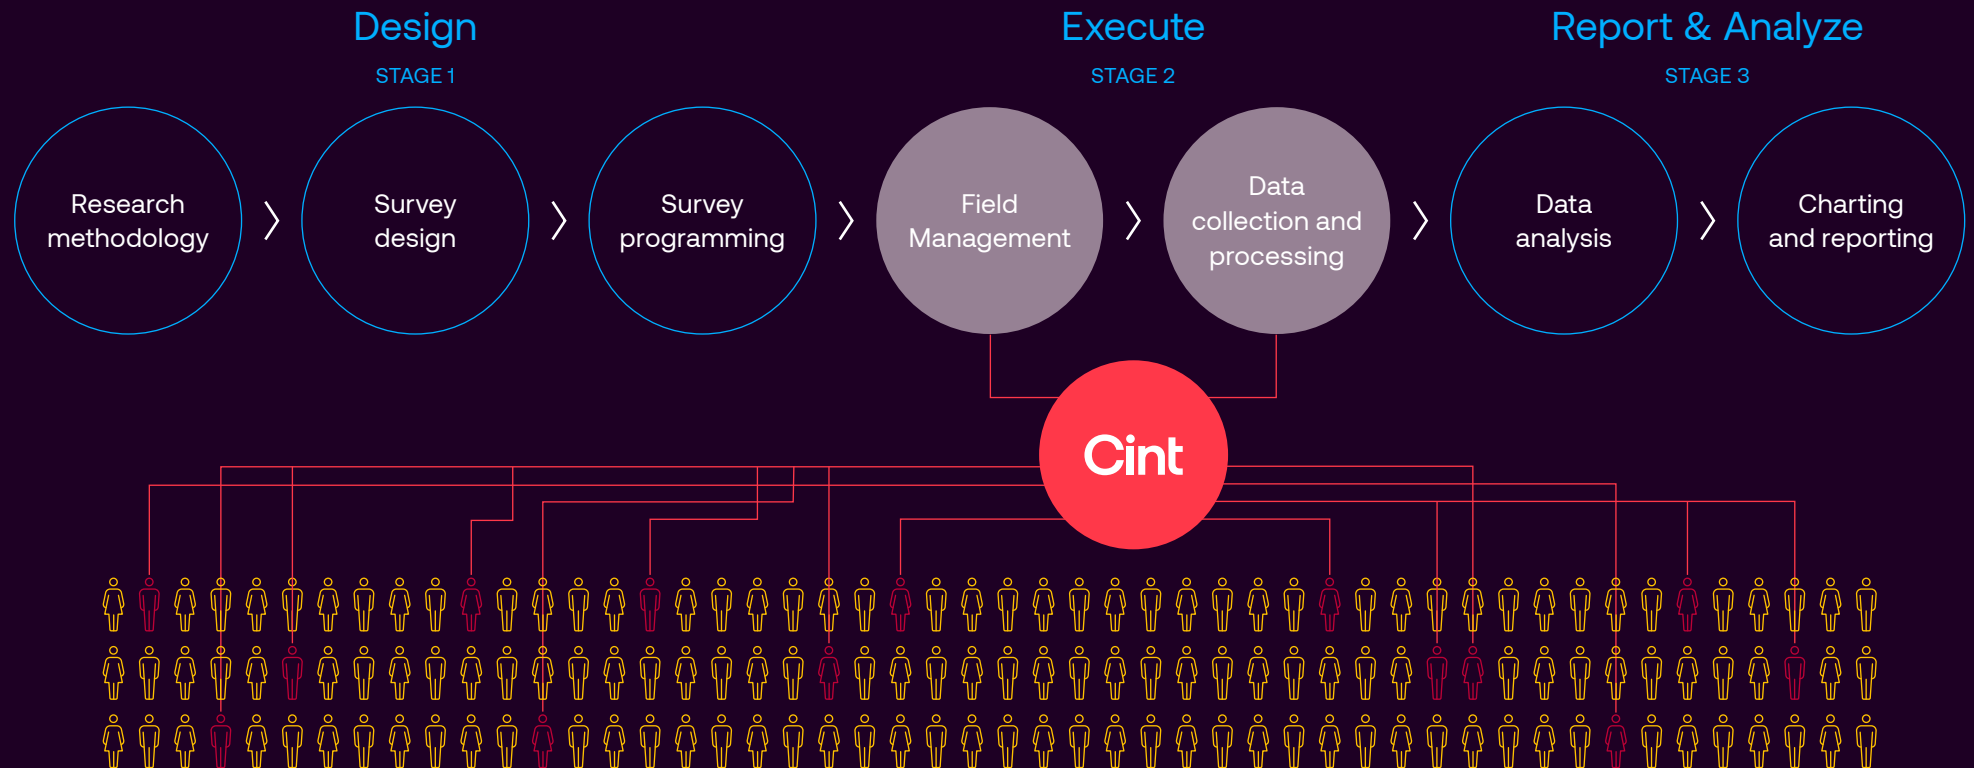 Design
STAGE 1
Execute
STAGE 2
Report & Analyze
STAGE 3
Research
methodology
Survey
design
Survey
programming
Field
Management
Data
collection and
processing
Data
analysis
Charting
and reporting
Cint